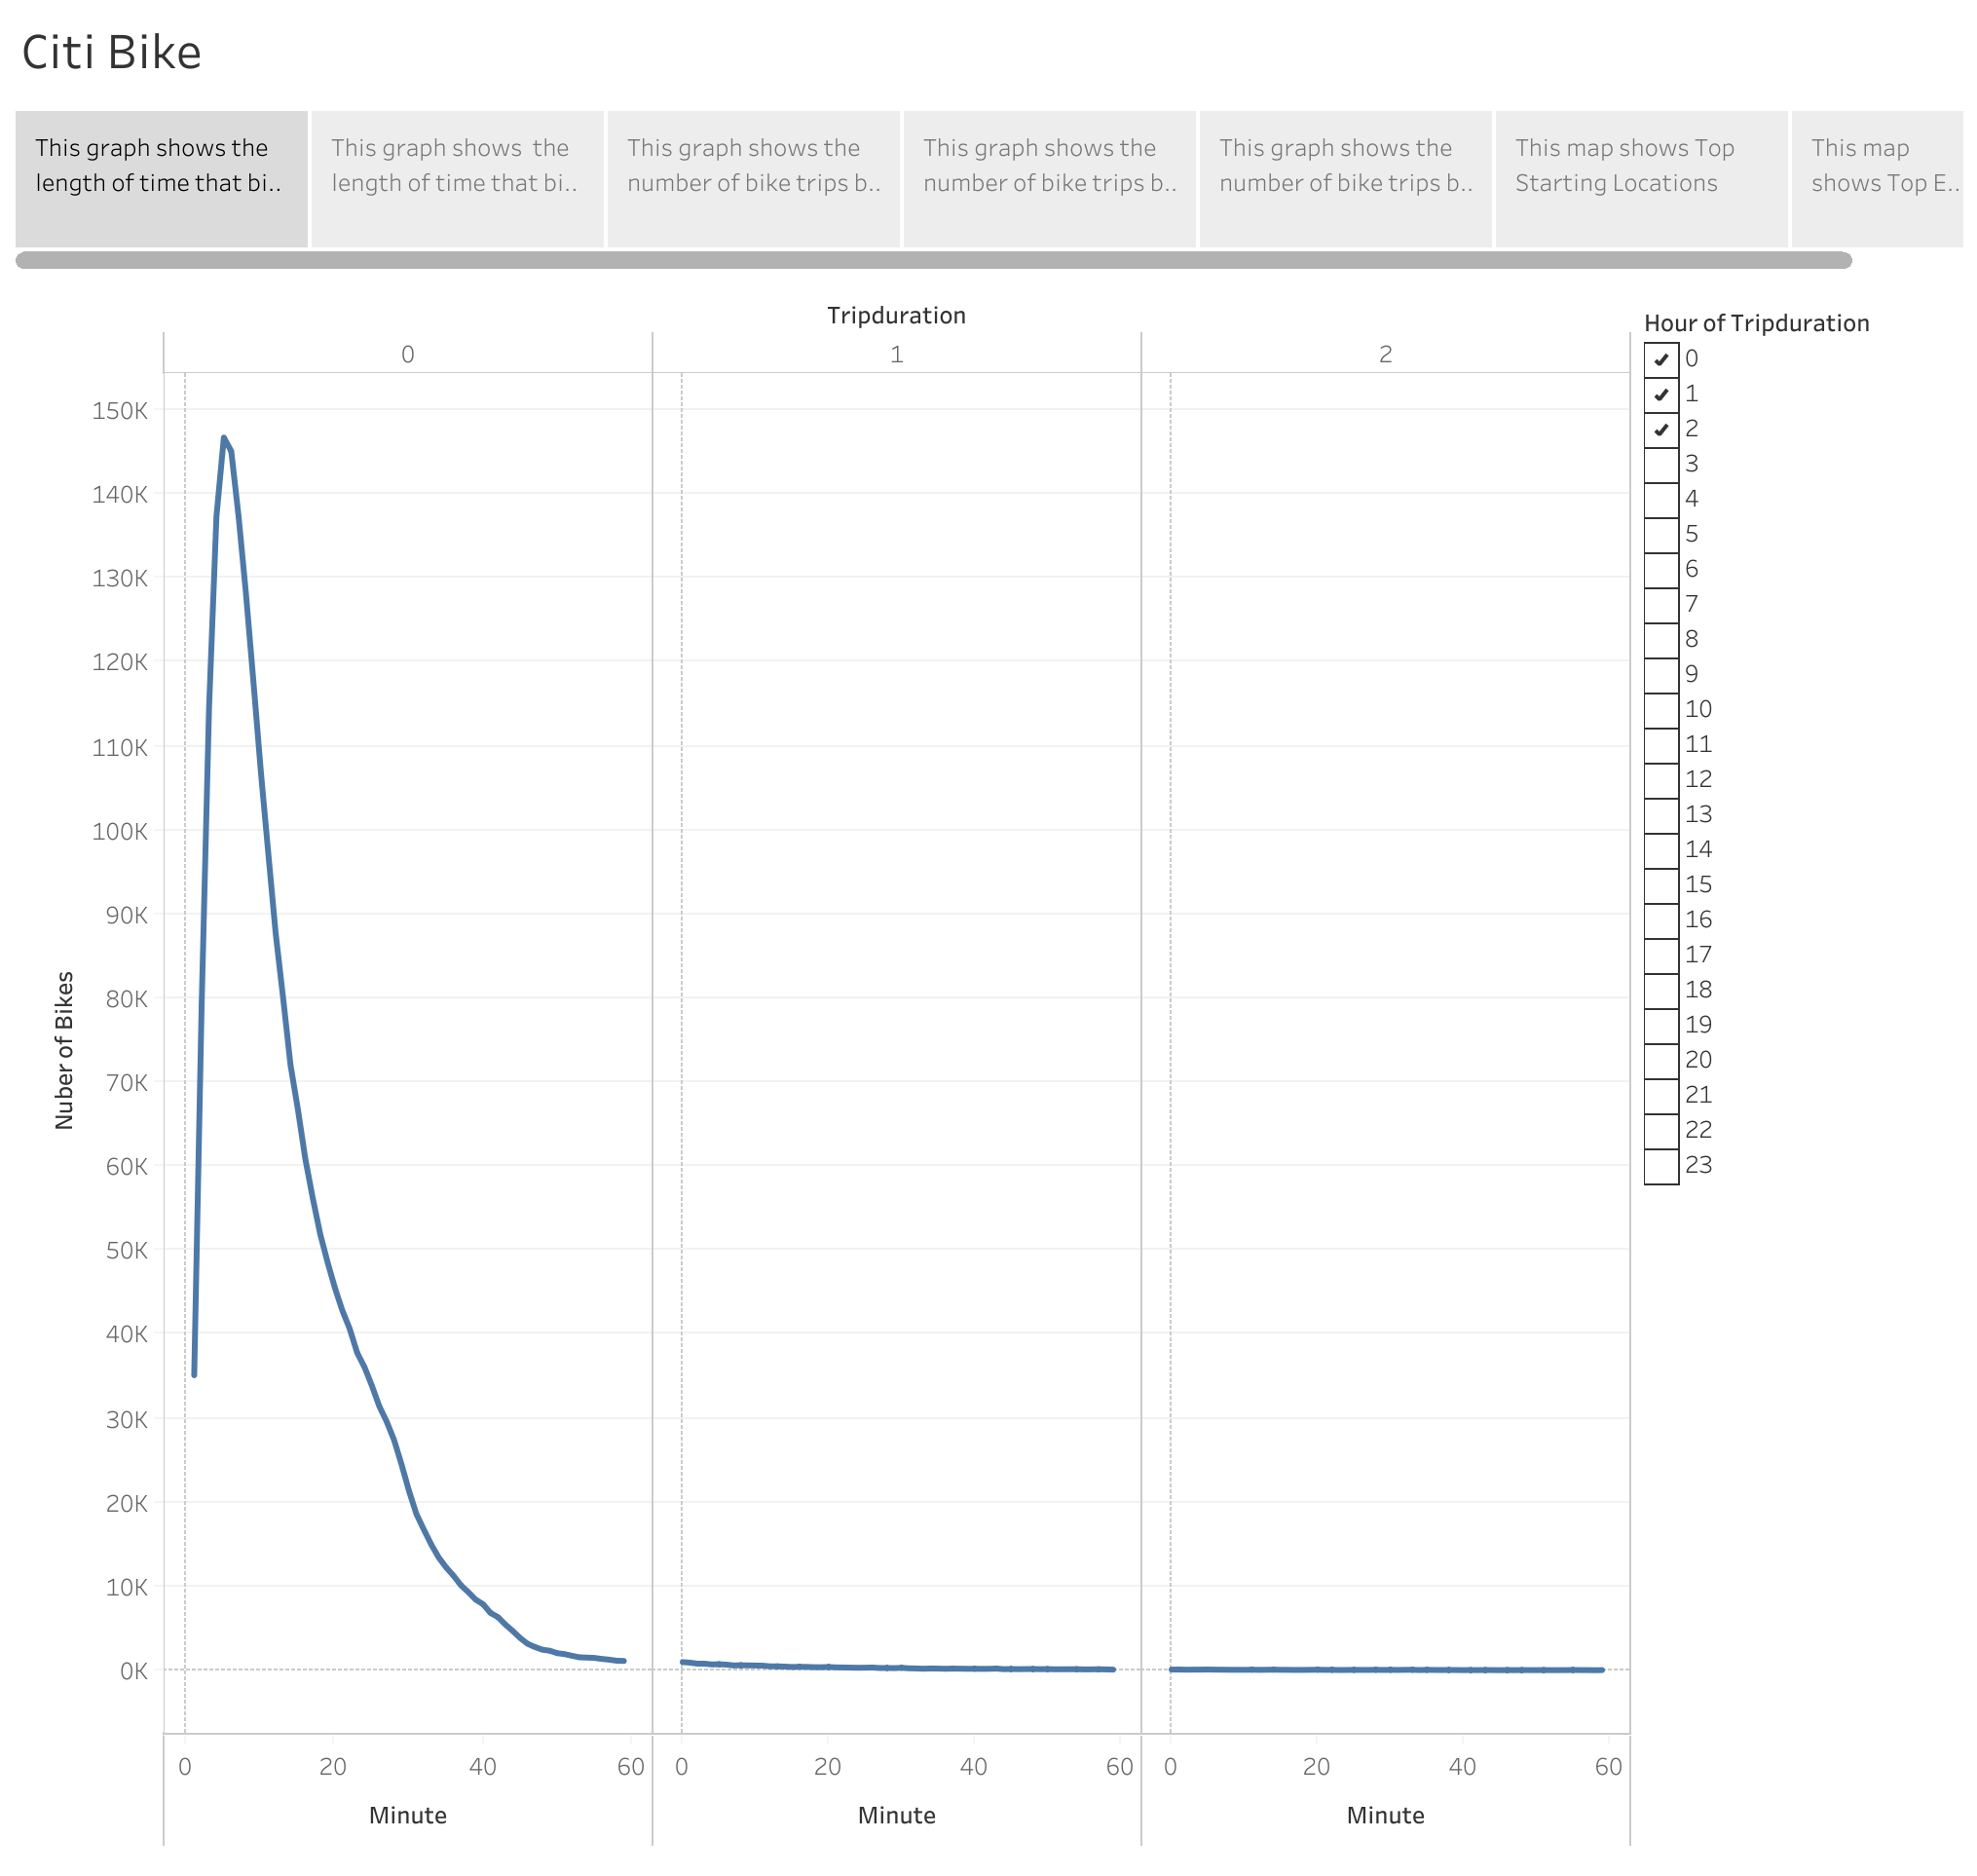 Citi Bike
This graph shows the
length of time that bi..
This graph shows  the
length of time that bi..
This graph shows the
number of bike trips b..
This graph shows the
number of bike trips b..
This graph shows the
number of bike trips b..
This map shows Top
Starting Locations
This map
shows Top E..
Tripduration
0 1 2
150K
140K
130K
120K
110K
100K
90K
80K
70K
60K
50K
40K
30K
20K
10K
0K
Nuber of Bikes
0 20 40 60 0 20 40 60 0 20 40 60
Minute Minute Minute
Hour of Tripduration
0
1
2
3
4
5
6
7
8
9
10
11
12
13
14
15
16
17
18
19
20
21
22
23